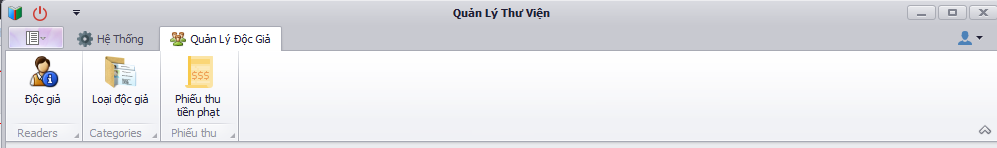 Quản Lý Thư Viện
Hệ Thống
Quản Lý Độc Giả
Độc giả
Loại độc giả
$$$
Phiếu thu
tiền phạt
Readers
Categories
Phiếu thu